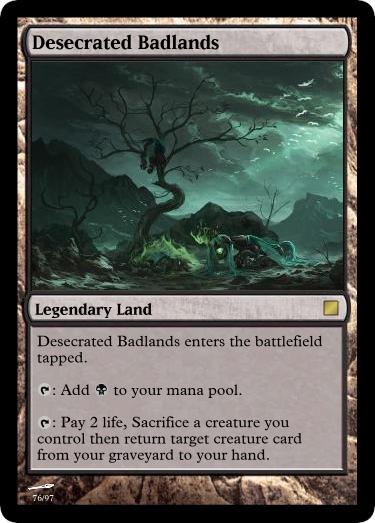 Desecrated Badlands
Legendary Land
Desecrated Badlands enters the battlefield
tapped.
: Add to your mana pool.
: Pay 2 life, Sacrifice a creature you
control then return target creature card
from your graveyard to your hand.
76/97